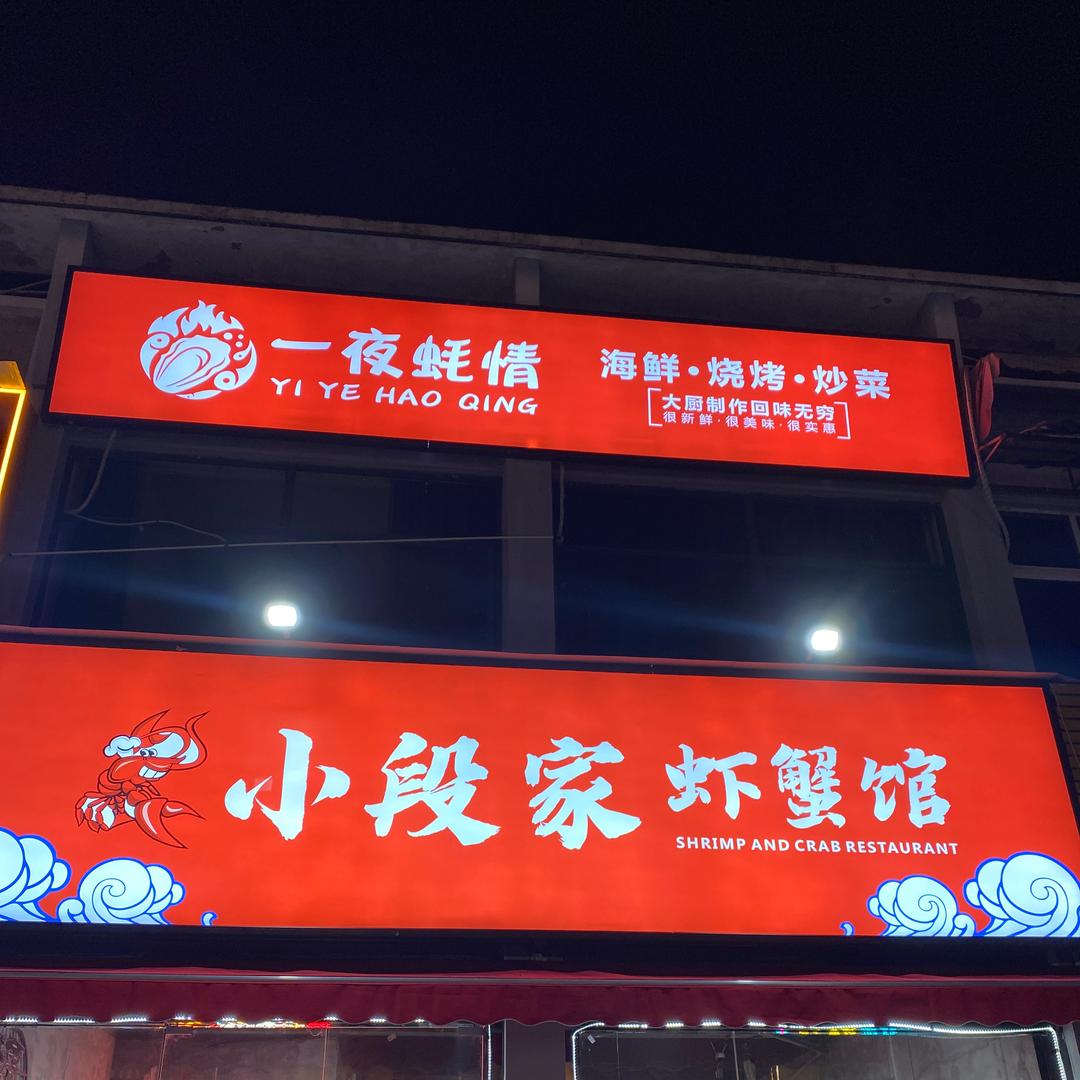 一夜蚝情
YI YE HAO QING
海鲜·烧烤·炒菜
大厨制作回味无穷
很新鲜·很美味·很实惠
小段家虾蟹馆
SHRIMP AND CRAB RESTAURANT